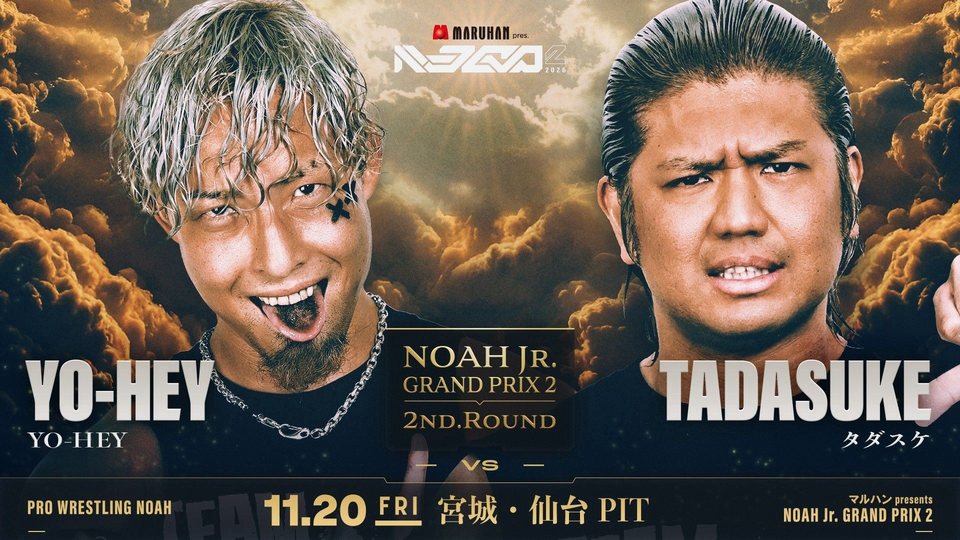 MARUHAN pres.
2
2026
YO-HEY
YO-HEY
NOAH Jr.
GRAND PRIX 2
2ND.ROUND
VS
TADASUKE
タダスケ
PRO WRESTLING NOAH
11.20 FRI 宮城・仙台 PIT
マルハン presents
NOAH Jr. GRAND PRIX 2